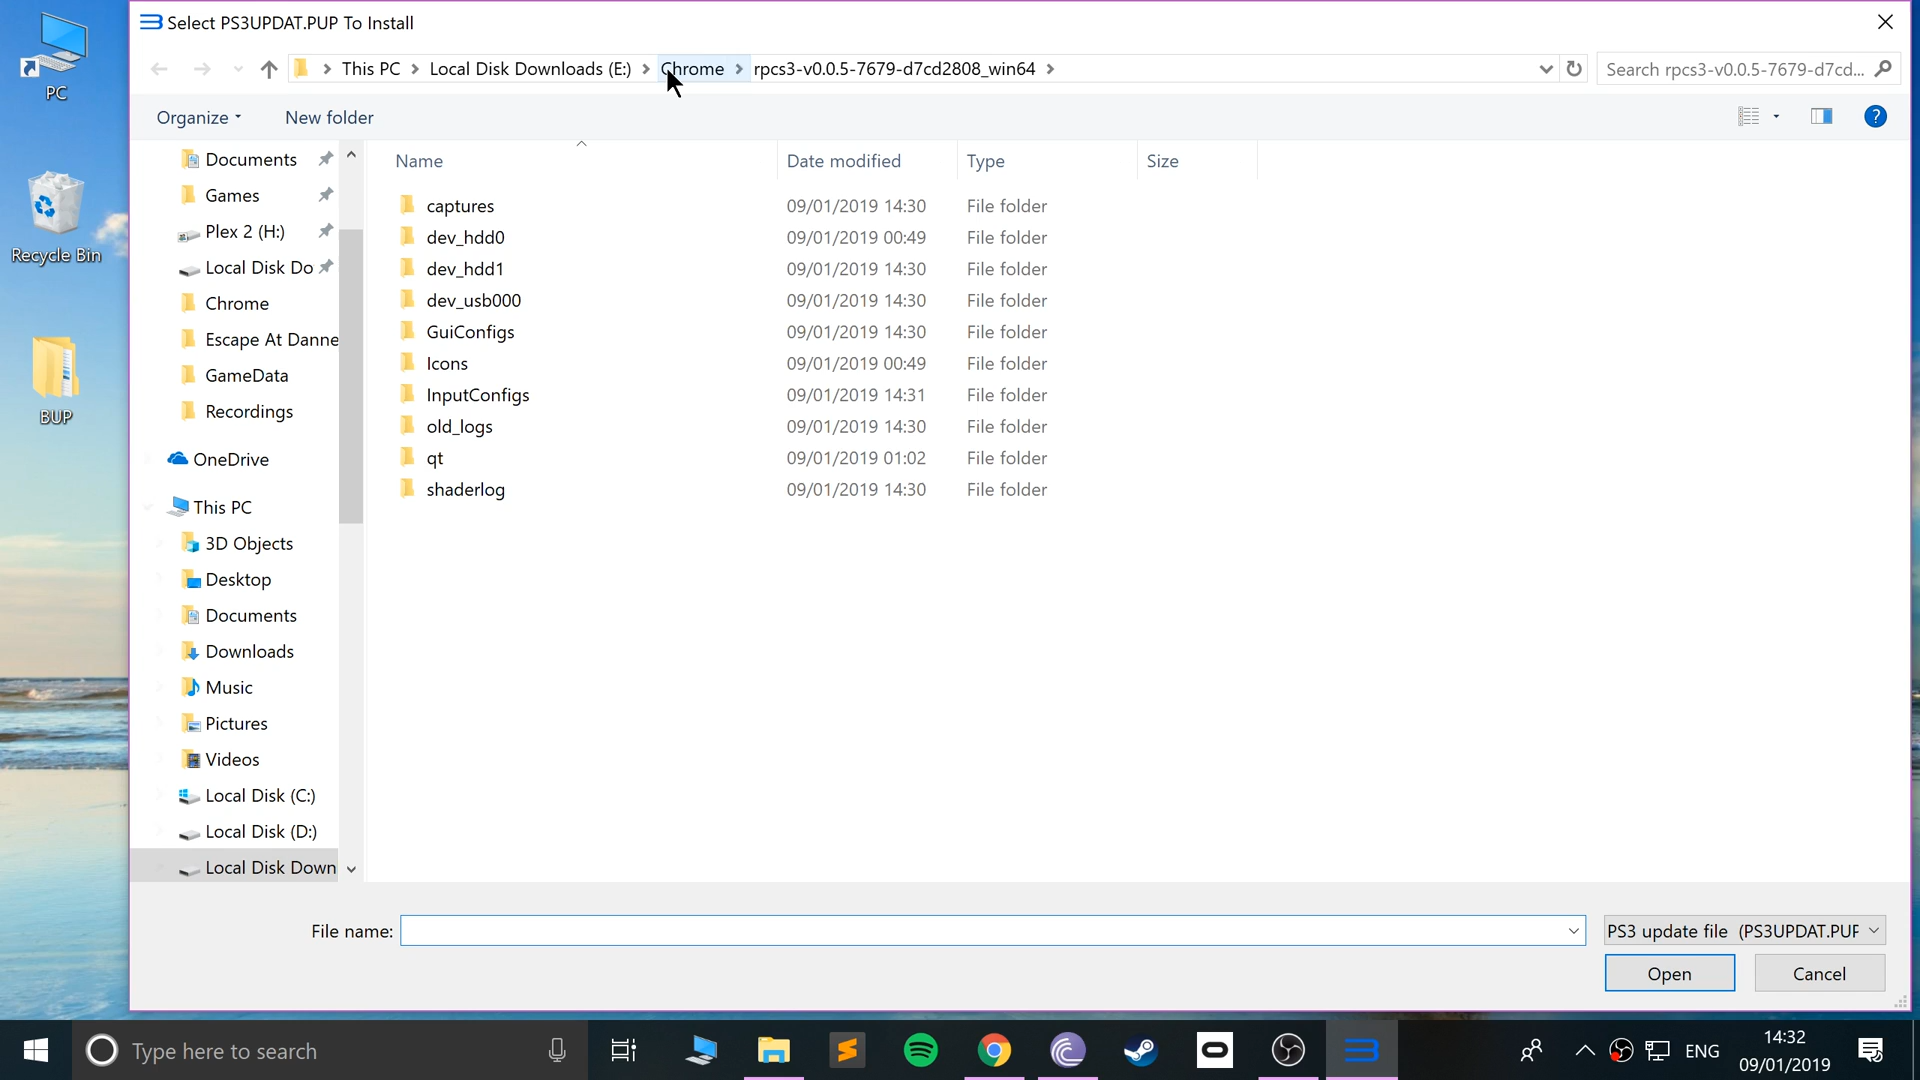 Select PS3UPDAT.PUP To Install
This PC
Local Disk Downloads (E:)
Chrome
rpcs3-v0.0.5-7679-d7cd2808_win64
Search rpcs3-v0.0.5-7679-d7cd...
Organize
New folder
?
Name
Date modified
Type
Size
captures 09/01/2019 14:30 File folder
dev_hdd0 09/01/2019 00:49 File folder
dev_hdd1 09/01/2019 14:30 File folder
dev_usb000 09/01/2019 14:30 File folder
GuiConfigs 09/01/2019 14:30 File folder
Icons 09/01/2019 00:49 File folder
InputConfigs 09/01/2019 14:31 File folder
old_logs 09/01/2019 14:30 File folder
qt 09/01/2019 01:02 File folder
shaderlog 09/01/2019 14:30 File folder
Documents
Games
Plex 2 (H:)
Local Disk Do
Chrome
Escape At Danne
GameData
Recordings
OneDrive
This PC
3D Objects
Desktop
Documents
Downloads
Music
Pictures
Videos
Local Disk (C:)
Local Disk (D:)
Local Disk Down
File name:
PS3 update file (PS3UPDAT.PUP
Open
Cancel
PC
Recycle Bin
BUP
Type here to search
ENG
14:32
09/01/2019